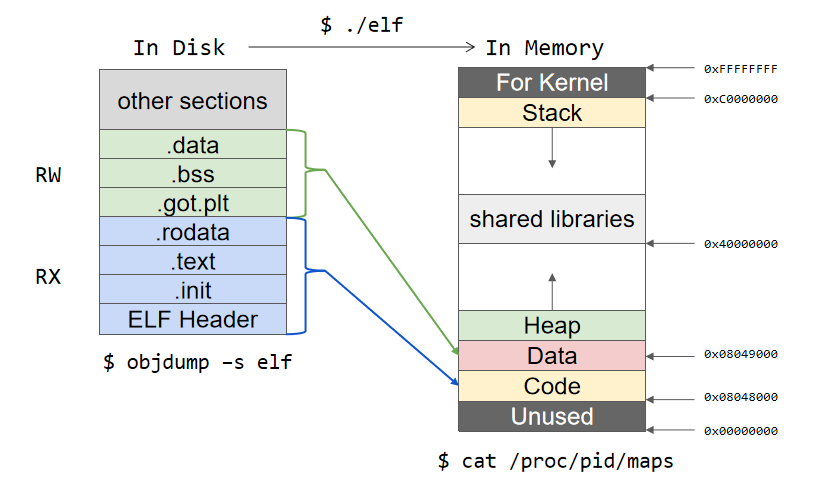 $ ./elf
In Disk
In Memory
other sections
.data
.bss
.got.plt
.rodata
.text
.init
ELF Header
RW
RX
$ objdump –s elf
For Kernel
Stack
shared libraries
Heap
Data
Code
Unused
0xFFFFFFFF
0xC0000000
0x40000000
0x08049000
0x08048000
0x00000000
$ cat /proc/pid/maps